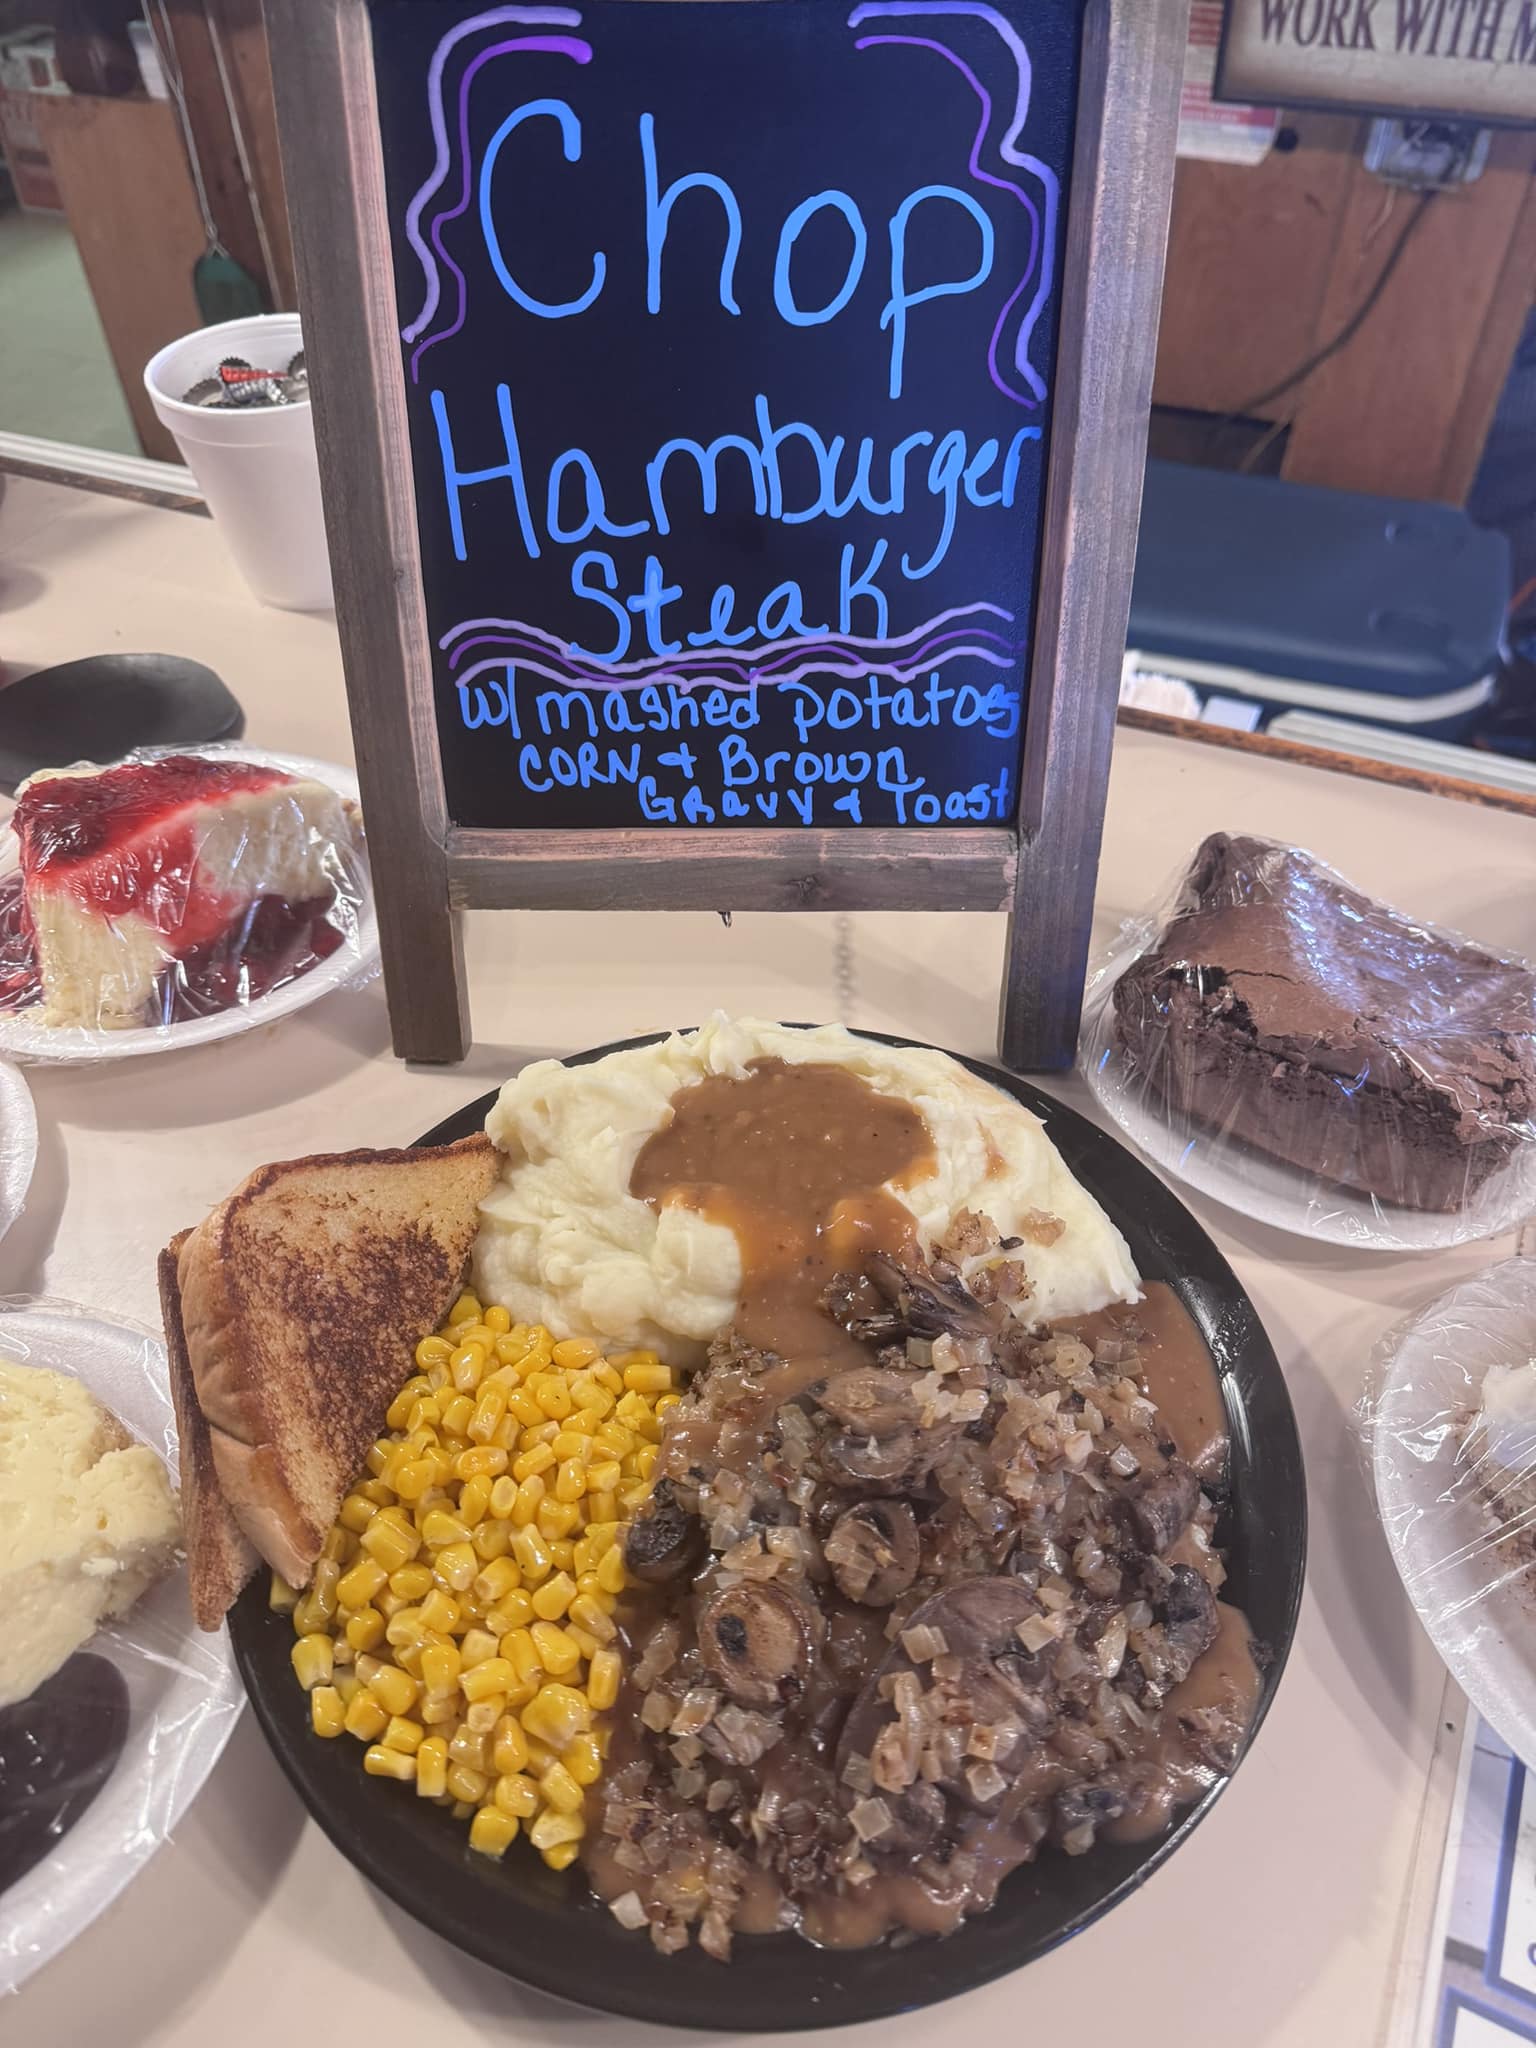 WORK WITH M
Chop
Hamburger
Steak
w/ mashed potatoes
CORN & Brown
GRavy & Toast